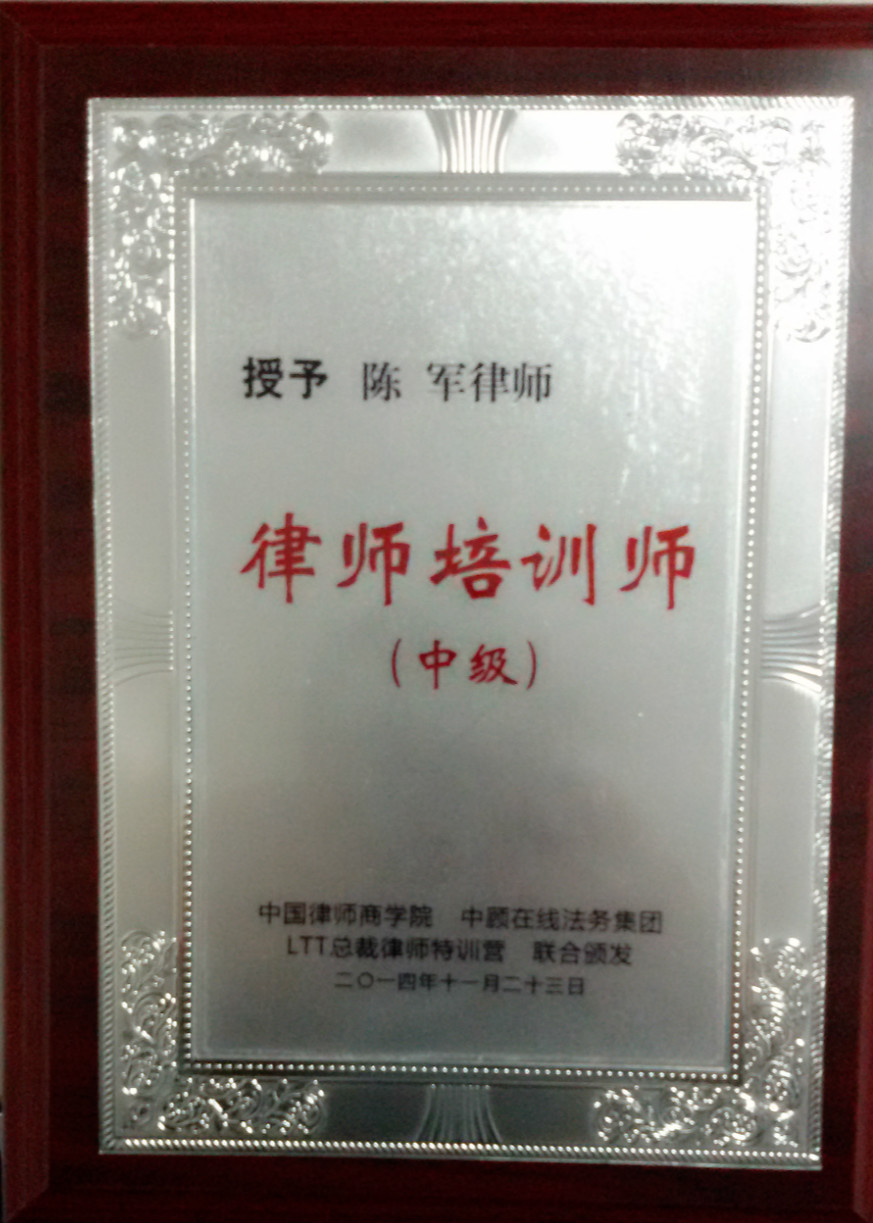 授予 陈 军律师
律师培训师
(中级)
中国律师商学院 中顾在线法务集团
LTT总裁律师特训营 联合颁发
二〇一四年十一月二十三日